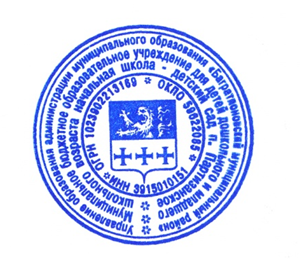 Управление образования администрации муниципального образования «Багратионовский муниципальный район»
Муниципальное бюджетное образовательное учреждение для детей дошкольного и младшего
школьного возраста начальная школа - детский сад п. Партизанское
* ОГРН 1023902213169 * ОКПО 59022065 * ИНН 3915010151